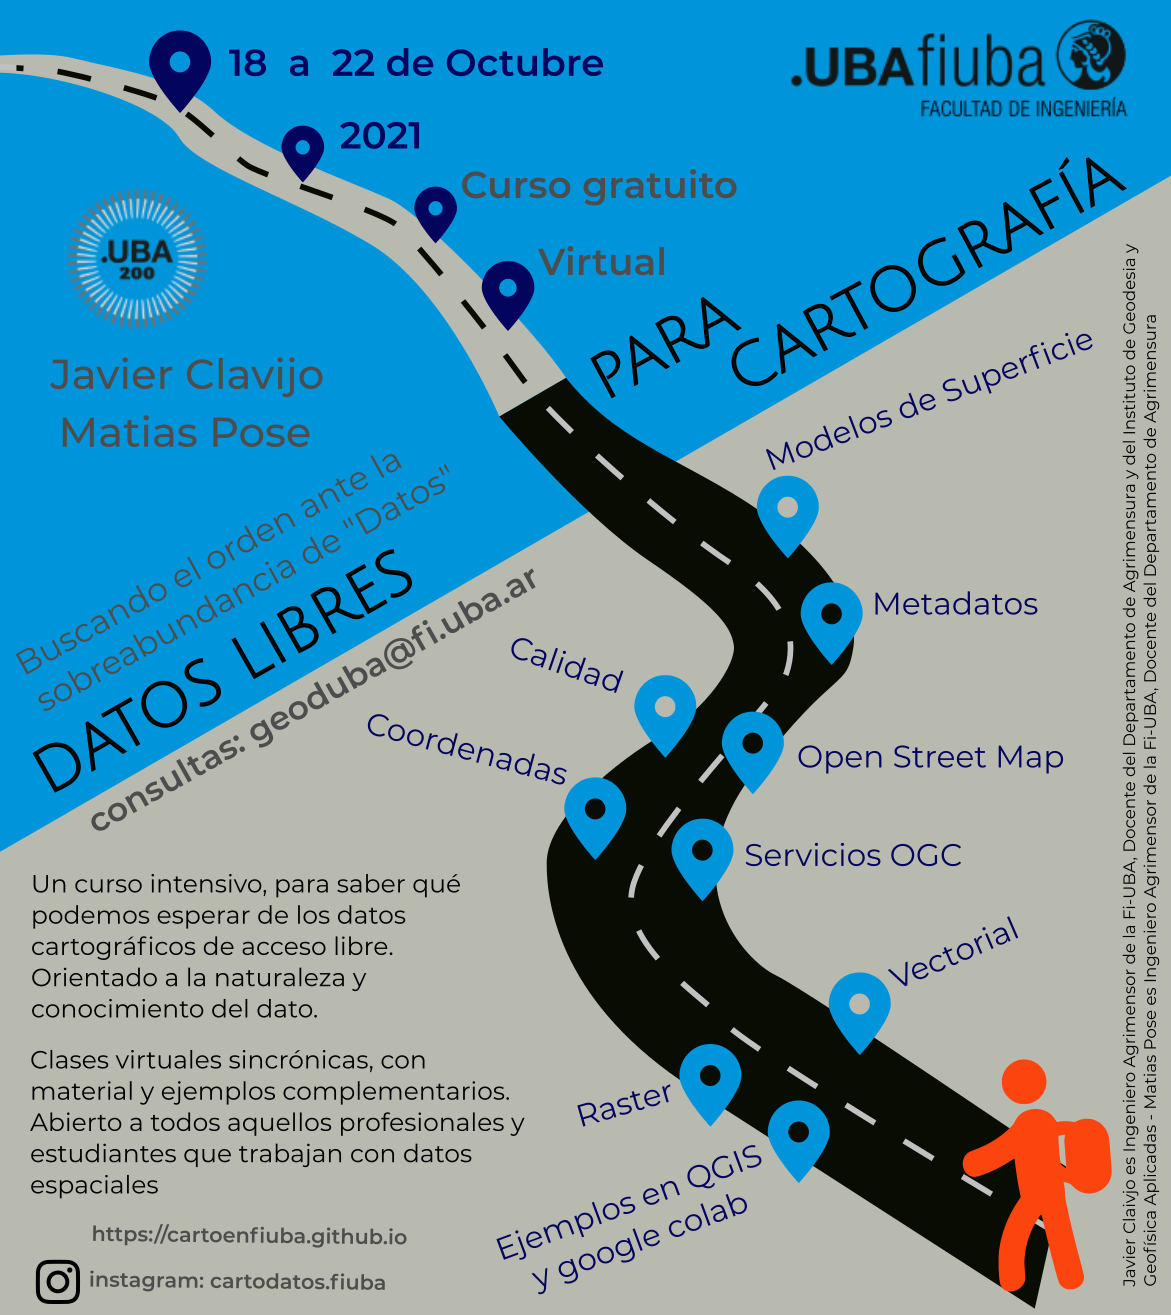 18 a 22 de Octubre
2021
Curso gratuito
Virtual
.UBAfiuba
FACULTAD DE INGENIERÍA
.UBA
200
Javier Clavijo
Matias Pose
Buscando el orden ante la
sobreabundancia de "Datos"
DATOS LIBRES
PARA
CARTOGRAFÍA
consultas: geoduba@fi.uba.ar
Modelos de Superficie
Metadatos
Calidad
Coordenadas
Open Street Map
Servicios OGC
Vectorial
Raster
Ejemplos en QGIS
y google colab
Un curso intensivo, para saber qué
podemos esperar de los datos
cartográficos de acceso libre.
Orientado a la naturaleza y
conocimiento del dato.
Clases virtuales sincrónicas, con
material y ejemplos complementarios.
Abierto a todos aquellos profesionales y
estudiantes que trabajan con datos
espaciales
https://cartoenfiuba.github.io
instagram: cartodatos.fiuba
Javier Claivjo es Ingeniero Agrimensor de la Fi-UBA, Docente del Departamento de Agrimensura y del Instituto de Geodesia y
Geofísica Aplicadas - Matias Pose es Ingeniero Agrimensor de la Fi-UBA, Docente del Departamento de Agrimensura